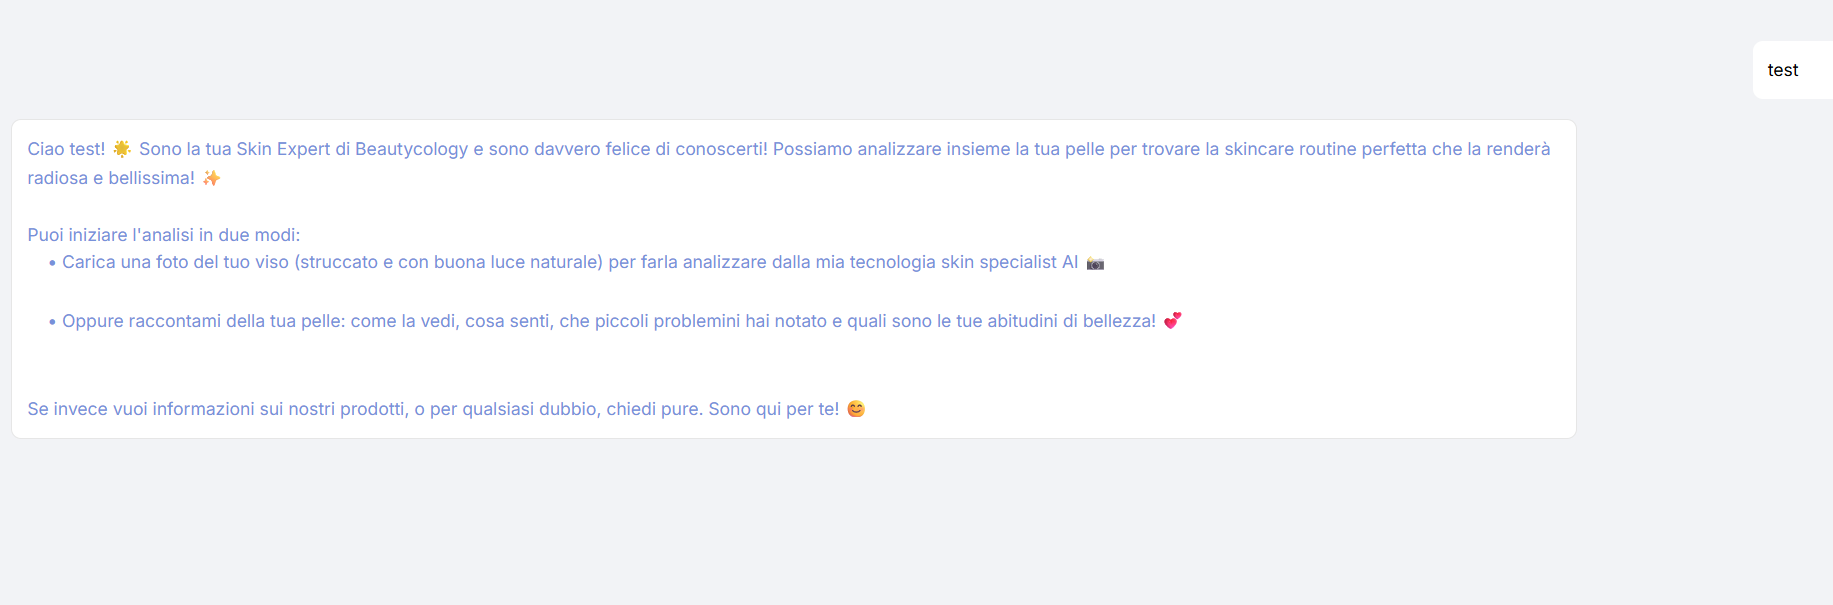 test
Ciao test! 🌟 Sono la tua Skin Expert di Beautycology e sono davvero felice di conoscerti! Possiamo analizzare insieme la tua pelle per trovare la skincare routine perfetta che la renderà
radiosa e bellissima! ✨
Puoi iniziare l'analisi in due modi:
• Carica una foto del tuo viso (struccato e con buona luce naturale) per farla analizzare dalla mia tecnologia skin specialist AI 📸
• Oppure raccontami della tua pelle: come la vedi, cosa senti, che piccoli problemini hai notato e quali sono le tue abitudini di bellezza! 💕
Se invece vuoi informazioni sui nostri prodotti, o per qualsiasi dubbio, chiedi pure. Sono qui per te! 😊